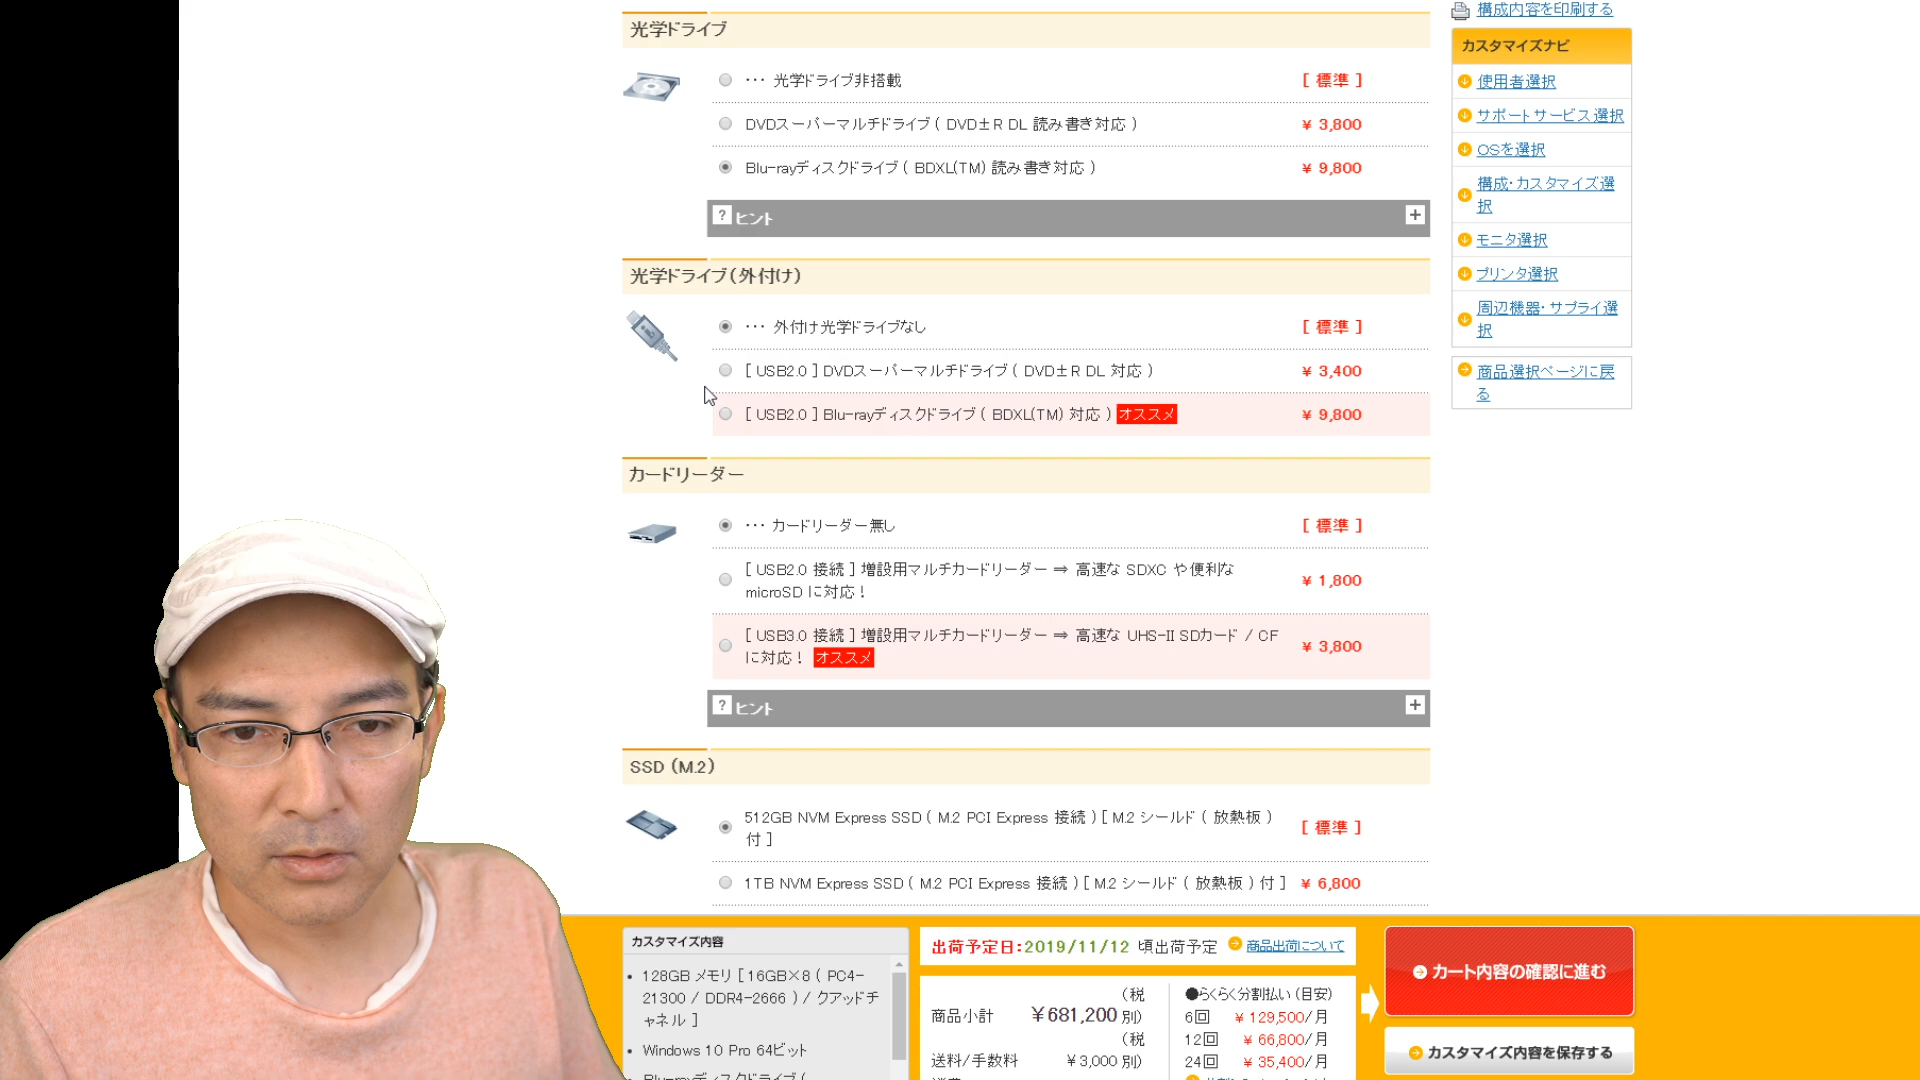 光学ドライブ
･･･ 光学ドライブ非搭載 [ 標準 ]
DVDスーパーマルチドライブ ( DVD±R DL 読み書き対応 ) ¥ 3,800
Blu-rayディスクドライブ ( BDXL(TM) 読み書き対応 ) ¥ 9,800
? ヒント +
光学ドライブ(外付け)
･･･ 外付け光学ドライブなし [ 標準 ]
[ USB2.0 ] DVDスーパーマルチドライブ ( DVD±R DL 対応 ) ¥ 3,400
[ USB2.0 ] Blu-rayディスクドライブ ( BDXL(TM) 対応 ) オススメ ¥ 9,800
カードリーダー
･･･ カードリーダー無し [ 標準 ]
[ USB2.0 接続 ] 増設用マルチカードリーダー ⇒ 高速な SDXC や便利な
microSD に対応！ ¥ 1,800
[ USB3.0 接続 ] 増設用マルチカードリーダー ⇒ 高速な UHS-II SDカード / CF
に対応！ オススメ ¥ 3,800
? ヒント +
SSD (M.2)
512GB NVM Express SSD ( M.2 PCI Express 接続 ) [ M.2 シールド ( 放熱板 )
付 ] [ 標準 ]
1TB NVM Express SSD ( M.2 PCI Express 接続 ) [ M.2 シールド ( 放熱板 ) 付 ] ¥ 6,800
構成内容を印刷する
カスタマイズナビ
使用者選択
サポートサービス選択
OSを選択
構成・カスタマイズ選
択
モニタ選択
プリンタ選択
周辺機器・サプライ選
択
商品選択ページに戻
る
カスタマイズ内容
• 128GB メモリ [ 16GB×8 ( PC4-
21300 / DDR4-2666 ) / クアッドチ
ャネル ]
• Windows 10 Pro 64ビット
• Blu-rayディスクドライブ (
出荷予定日:2019/11/12 頃出荷予定 商品出荷について
商品小計 ¥681,200 (税別)
送料/手数料 ¥3,000 (税別)
●らくらく分割払い (目安)
6回 ¥ 129,500/月
12回 ¥ 66,800/月
24回 ¥ 35,400/月
カート内容の確認に進む
カスタマイズ内容を保存する